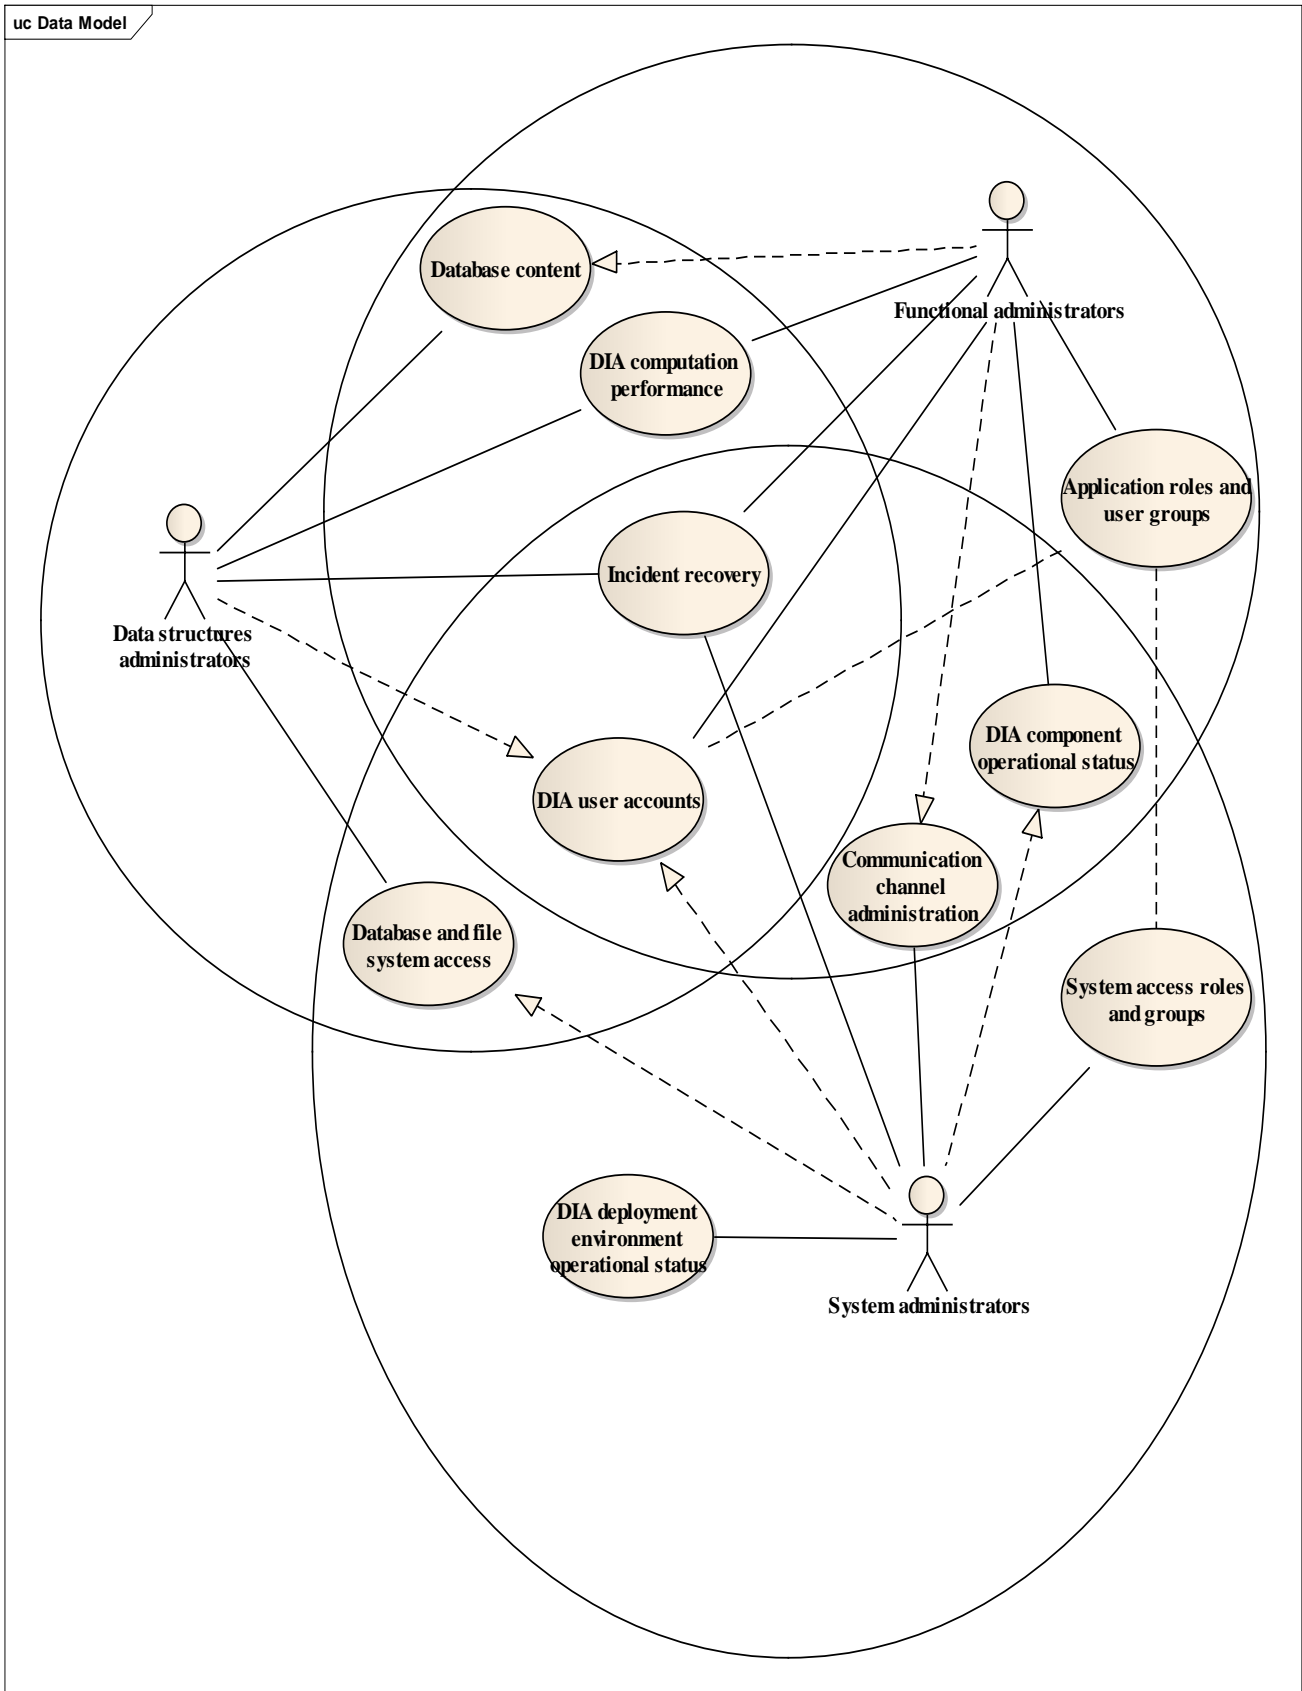 uc Data Model
Database content
Functional administrators
DIA computation
performance
Application roles and
user groups
Incident recovery
Data structures
administrators
DIA component
operational status
DIA user accounts
Communication
channel
administration
Database and file
system access
System access roles
and groups
DIA deployment
environment
operational status
System administrators